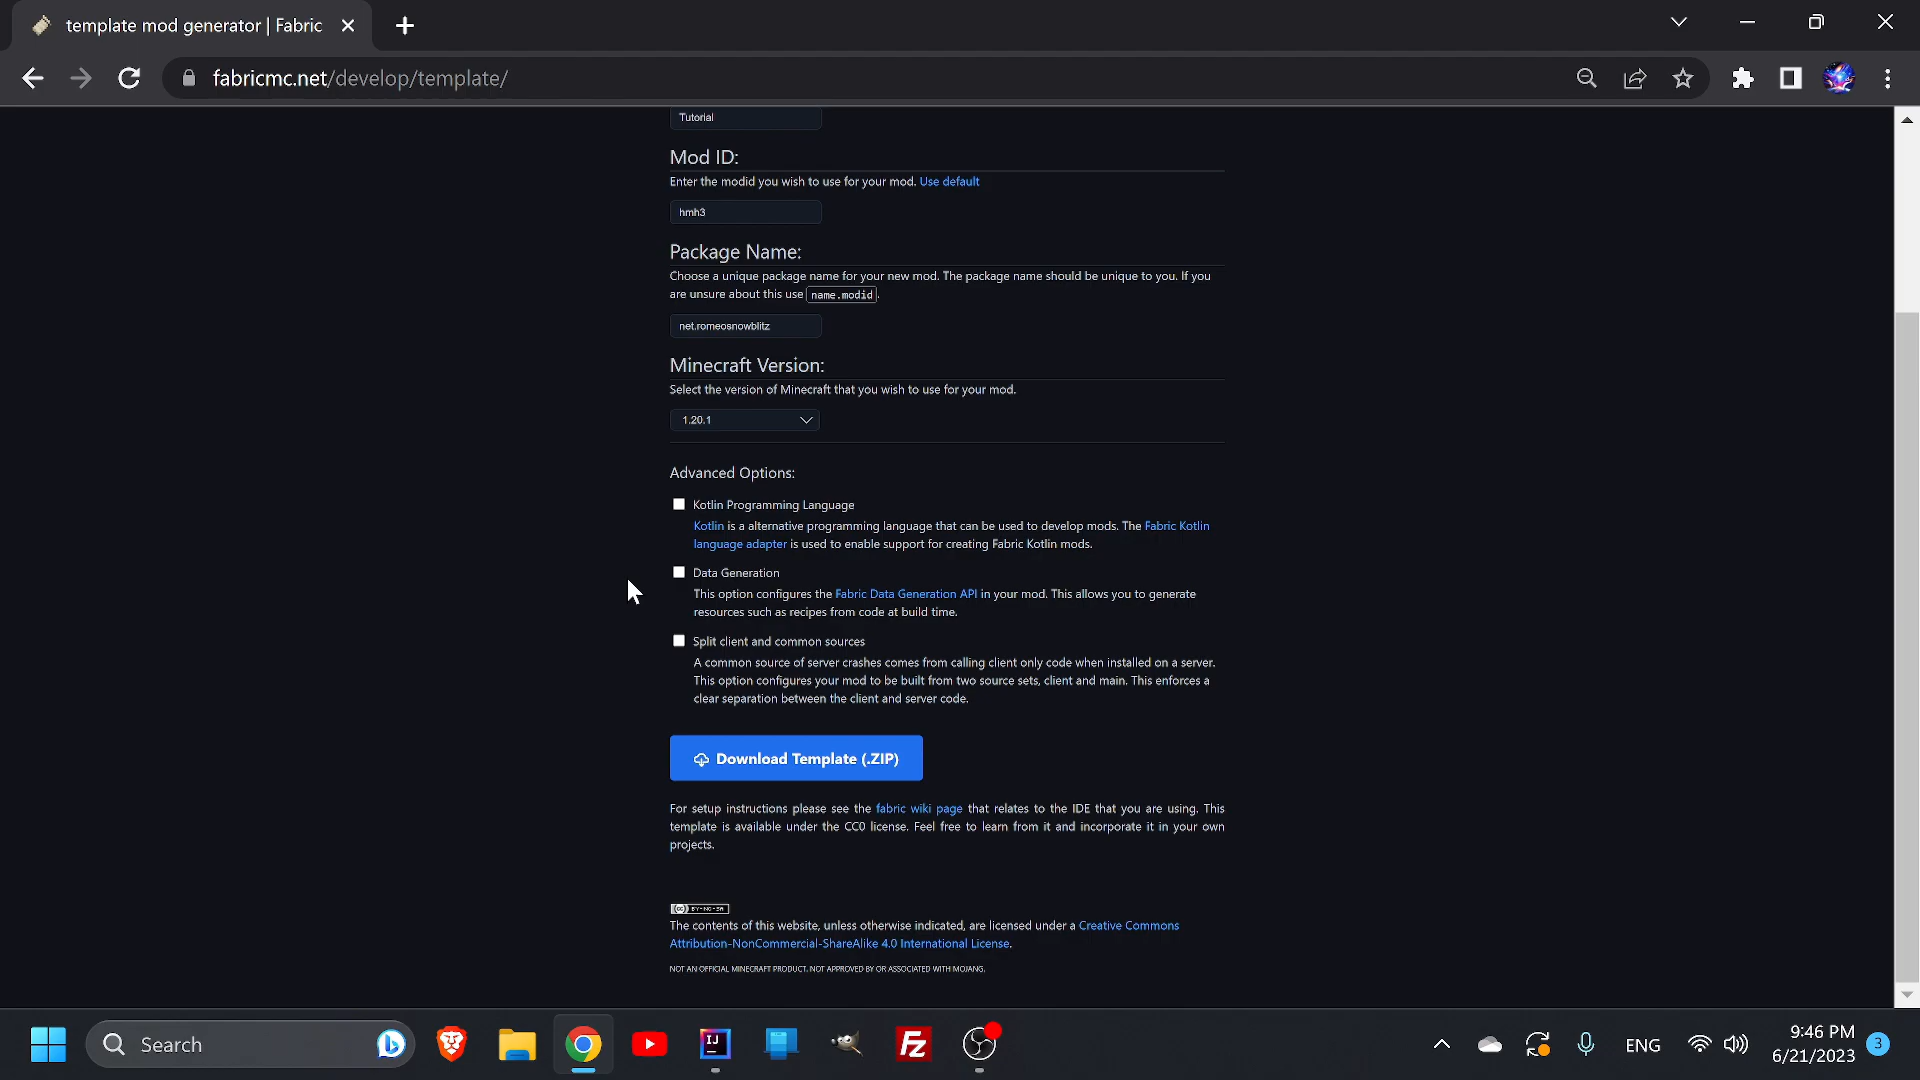 template mod generator | Fabric
fabricmc.net/develop/template/
Tutorial
Mod ID:
Enter the modid you wish to use for your mod. Use default
hmh3
Package Name:
Choose a unique package name for your new mod. The package name should be unique to you. If you
are unsure about this use name.modid.
net.romeosnowblitz
Minecraft Version:
Select the version of Minecraft that you wish to use for your mod.
1.20.1
Advanced Options:
Kotlin Programming Language
Kotlin is a alternative programming language that can be used to develop mods. The Fabric Kotlin
language adapter is used to enable support for creating Fabric Kotlin mods.
Data Generation
This option configures the Fabric Data Generation API in your mod. This allows you to generate
resources such as recipes from code at build time.
Split client and common sources
A common source of server crashes comes from calling client only code when installed on a server.
This option configures your mod to be built from two source sets, client and main. This enforces a
clear separation between the client and server code.
Download Template (.ZIP)
For setup instructions please see the fabric wiki page that relates to the IDE that you are using. This
template is available under the CC0 license. Feel free to learn from it and incorporate it in your own
projects.
cc BY-NC-SA
The contents of this website, unless otherwise indicated, are licensed under a Creative Commons
Attribution-NonCommercial-ShareAlike 4.0 International License.
NOT AN OFFICIAL MINECRAFT PRODUCT. NOT APPROVED BY OR ASSOCIATED WITH MOJANG.
Search
IJ
Fz
ENG
9:46 PM
6/21/2023
3